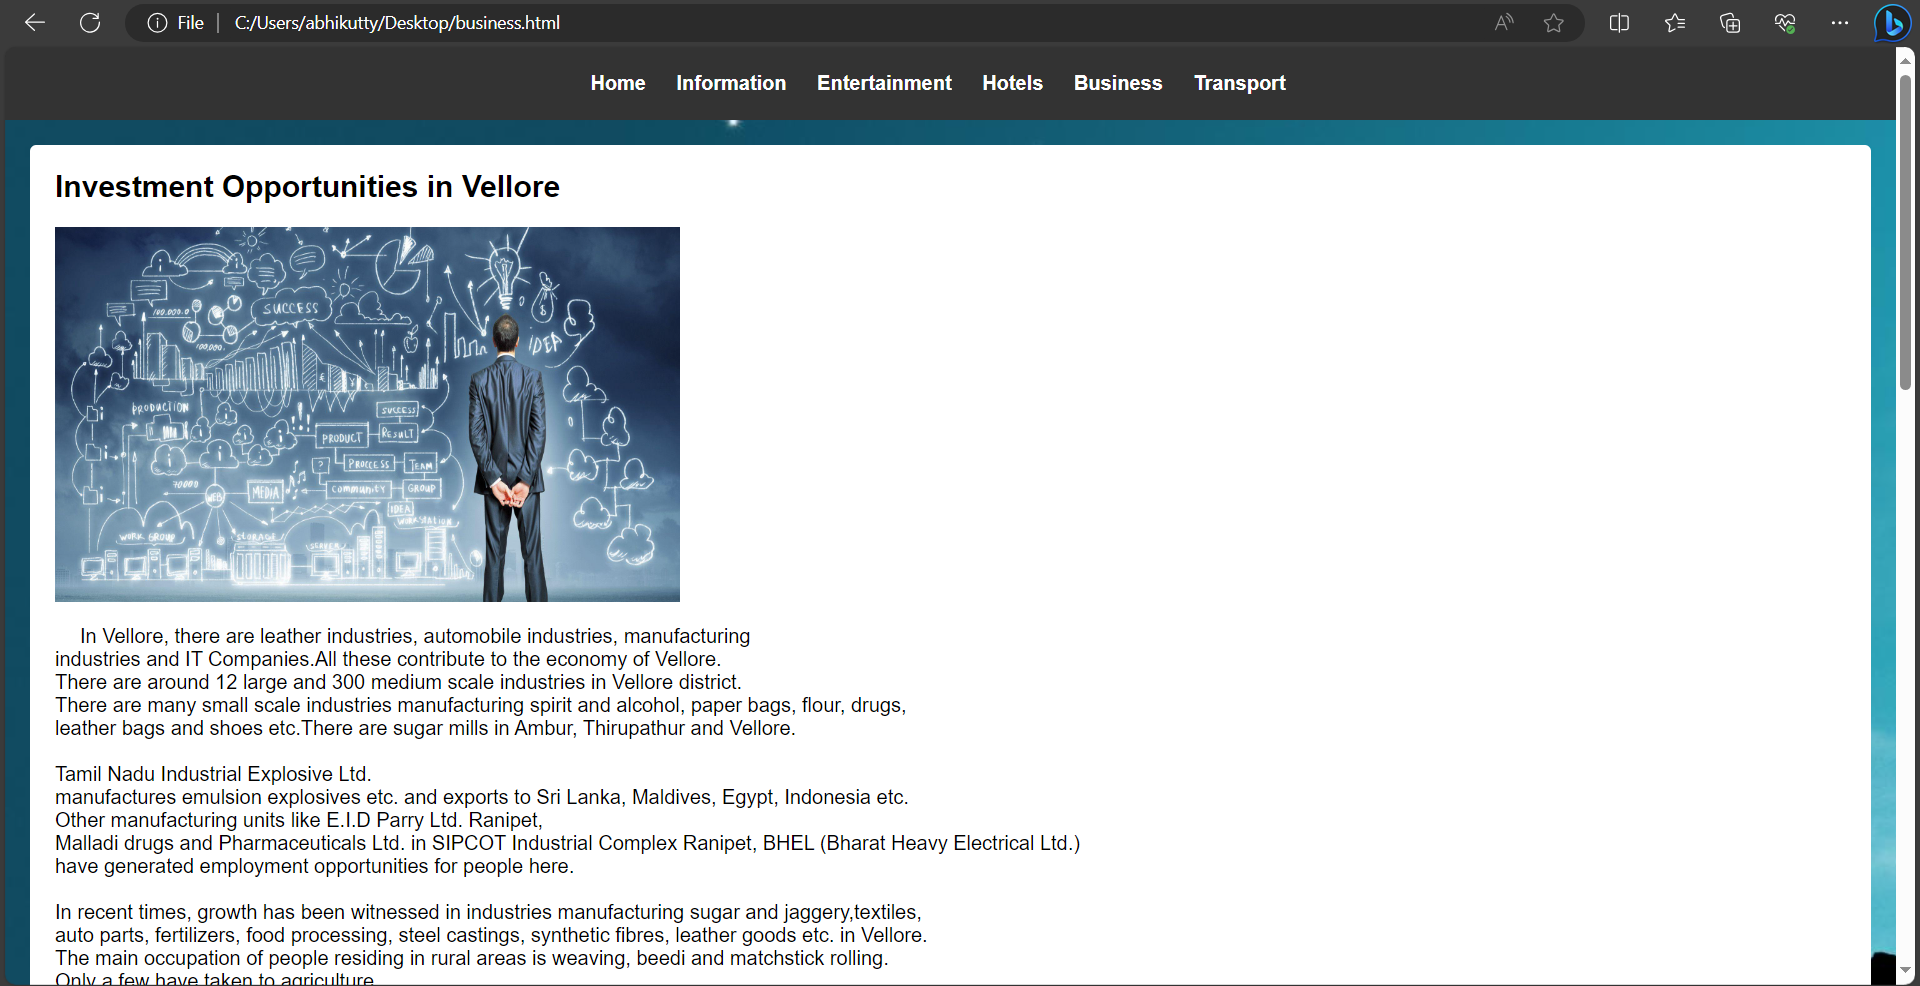 File C:/Users/abhikutty/Desktop/business.html
Home Information Entertainment Hotels Business Transport
Investment Opportunities in Vellore
SUCCESS
100.000.0
100,000.
IDEA
PRODUCTION
SUCCESS
PRODUCT
RESULT
PROCCESS
TEAM
70000
WEB
MEDIA
COMMUNITY
GROUP
IDEA
WORKSTATION
WORK GROUP
STORAGE
SERVER
In Vellore, there are leather industries, automobile industries, manufacturing
industries and IT Companies.All these contribute to the economy of Vellore.
There are around 12 large and 300 medium scale industries in Vellore district.
There are many small scale industries manufacturing spirit and alcohol, paper bags, flour, drugs,
leather bags and shoes etc.There are sugar mills in Ambur, Thirupathur and Vellore.
Tamil Nadu Industrial Explosive Ltd.
manufactures emulsion explosives etc. and exports to Sri Lanka, Maldives, Egypt, Indonesia etc.
Other manufacturing units like E.I.D Parry Ltd. Ranipet,
Malladi drugs and Pharmaceuticals Ltd. in SIPCOT Industrial Complex Ranipet, BHEL (Bharat Heavy Electrical Ltd.)
have generated employment opportunities for people here.
In recent times, growth has been witnessed in industries manufacturing sugar and jaggery,textiles,
auto parts, fertilizers, food processing, steel castings, synthetic fibres, leather goods etc. in Vellore.
The main occupation of people residing in rural areas is weaving, beedi and matchstick rolling.
Only a few have taken to agriculture